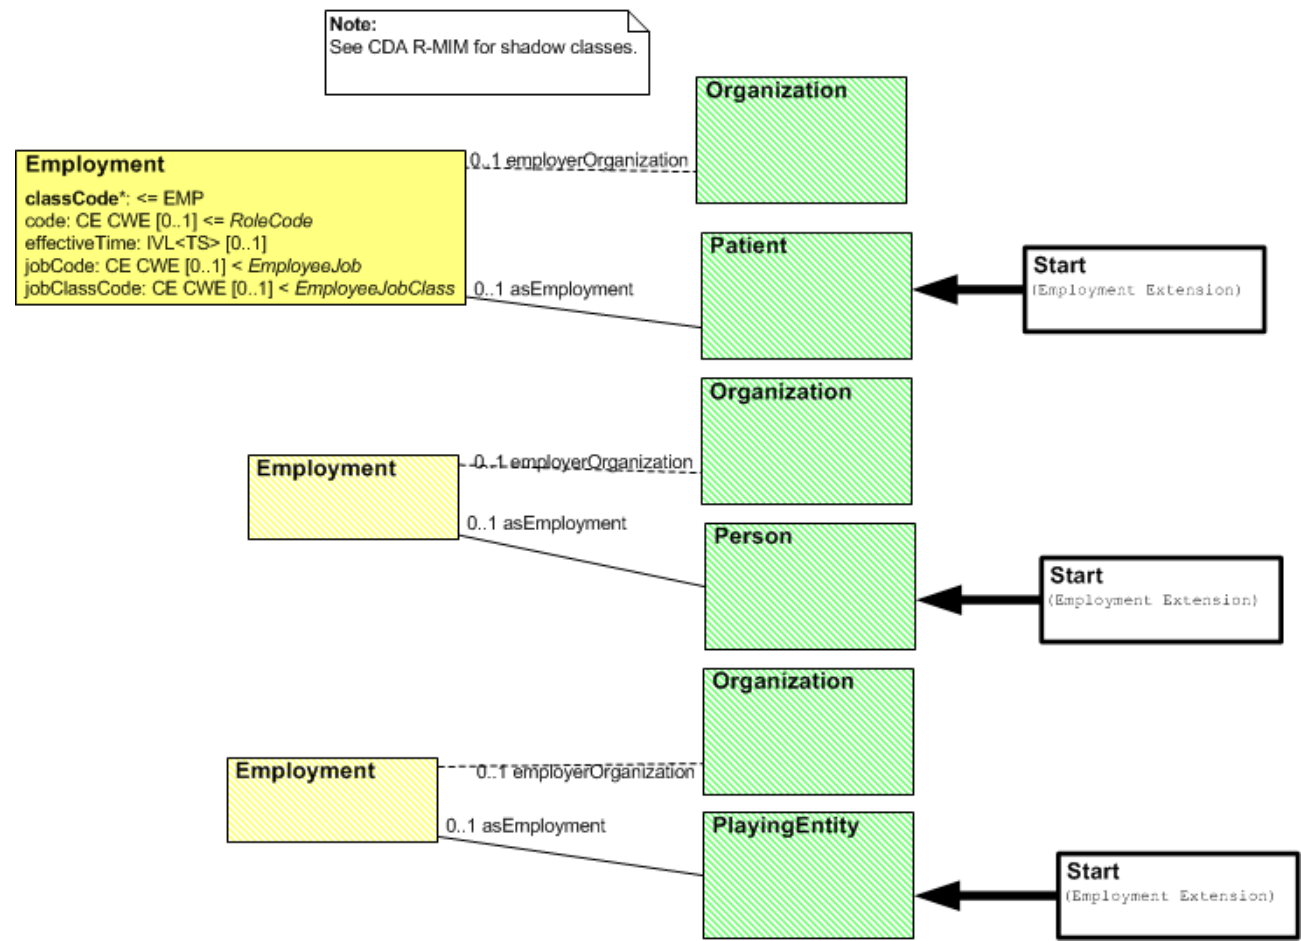 Note:
See CDA R-MIM for shadow classes.
Organization
Employment
0..1 employerOrganization
classCode*: <= EMP
code: CE CWE [0..1] <= RoleCode
effectiveTime: IVL<TS> [0..1]
jobCode: CE CWE [0..1] < EmployeeJob
jobClassCode: CE CWE [0..1] < EmployeeJobClass
Patient
0..1 asEmployment
Start
(Employment Extension)
Organization
Employment
0..1 employerOrganization
0..1 asEmployment
Person
Start
(Employment Extension)
Organization
Employment
0..1 employerOrganization
0..1 asEmployment
PlayingEntity
Start
(Employment Extension)